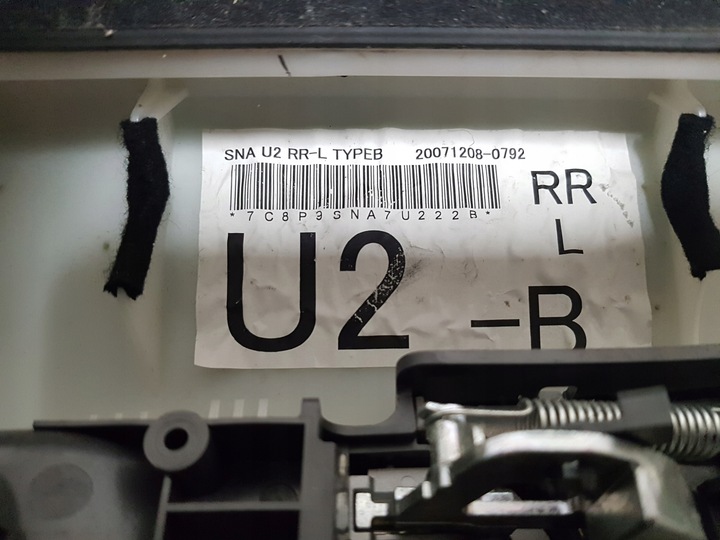 SNA U2 RR-L TYPEB 20071208-0792
*7C8P9SNA7U222B*
RR
L
U2 -B